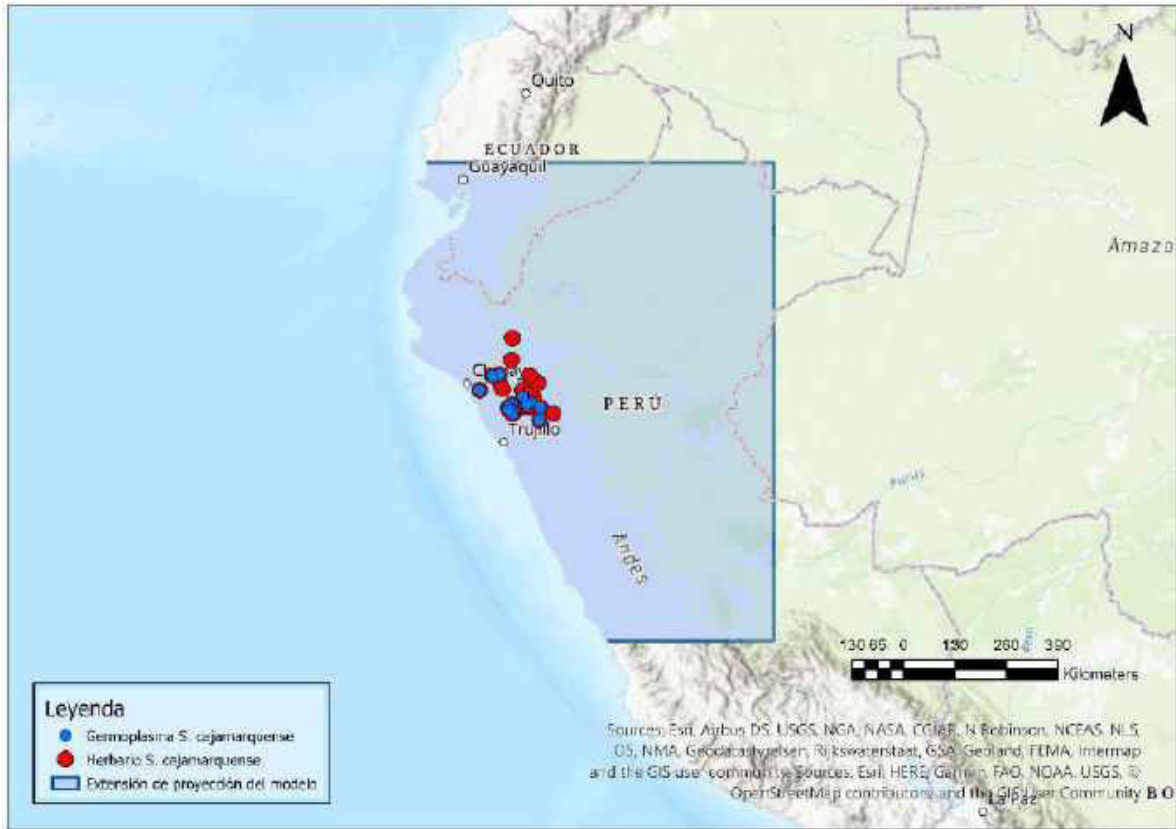 N
Quito
ECUADOR
Guayaquil
Amazo
PERÚ
Trujillo
Purús
Andes
130 65 0 130 260 390
Kilometers
Leyenda
Germoplasma S. cajamarquense
Herbario S. cajamarquense
Extensión de proyección del modelo
Sources: Esri, Airbus DS, USGS, NGA, NASA, CGIAR, N Robinson, NCEAS, NLS,
OS, NMA, Geodatastyrelsen, Rijkswaterstaat, GSA, Geoland, FEMA, Intermap
and the GIS user community Sources: Esri, HERE, Garmin, FAO, NOAA, USGS, ©
OpenStreetMap contributors, and the GIS User Community
BO
La Paz